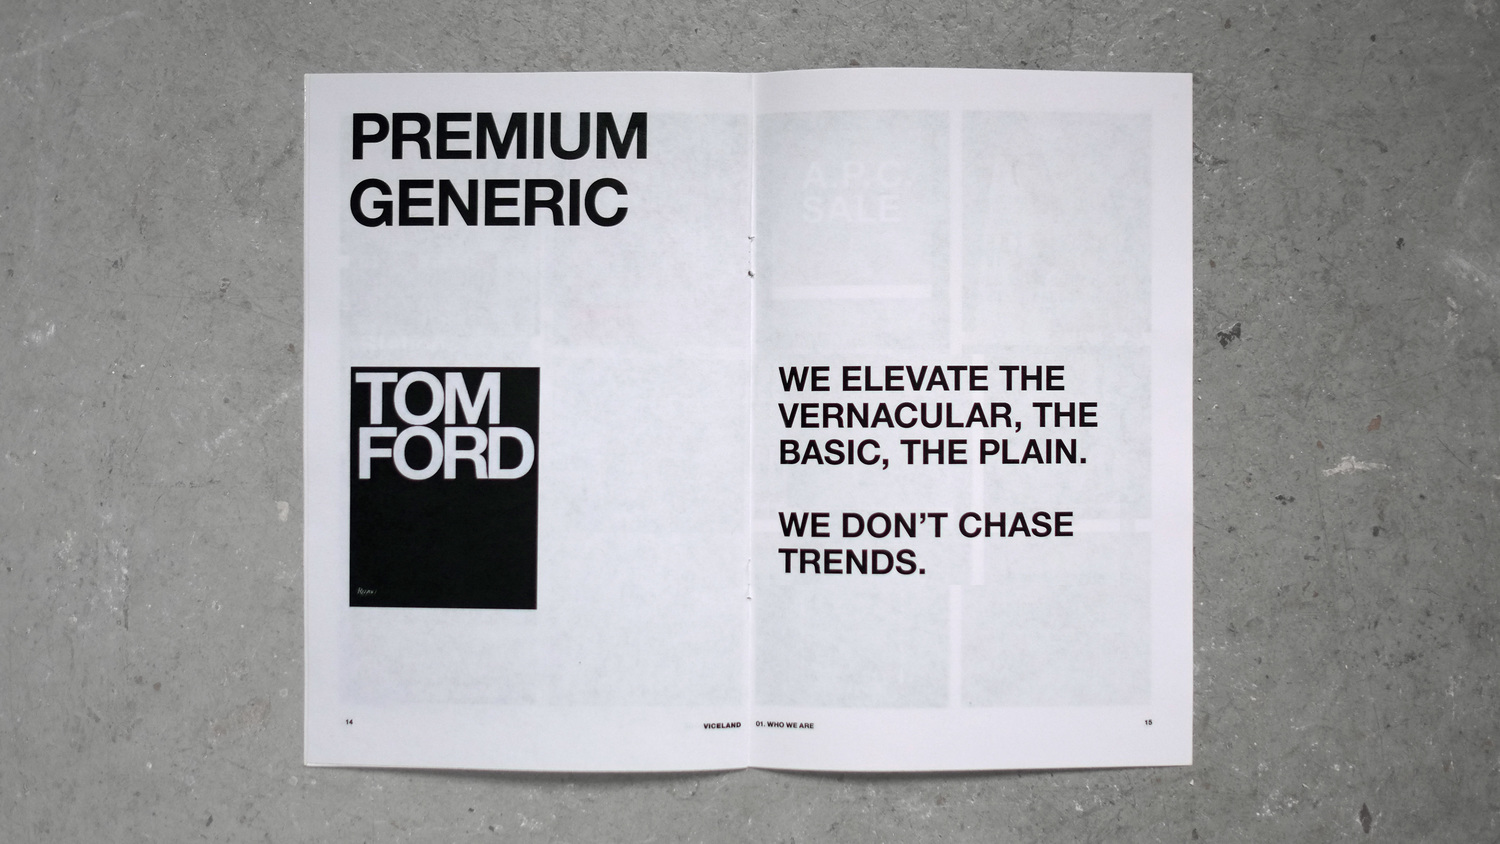 PREMIUM
GENERIC
TOM
FORD
A.P.C.
SALE
WE ELEVATE THE
VERNACULAR, THE
BASIC, THE PLAIN.
WE DON'T CHASE
TRENDS.
14
VICELAND
01. WHO WE ARE
15